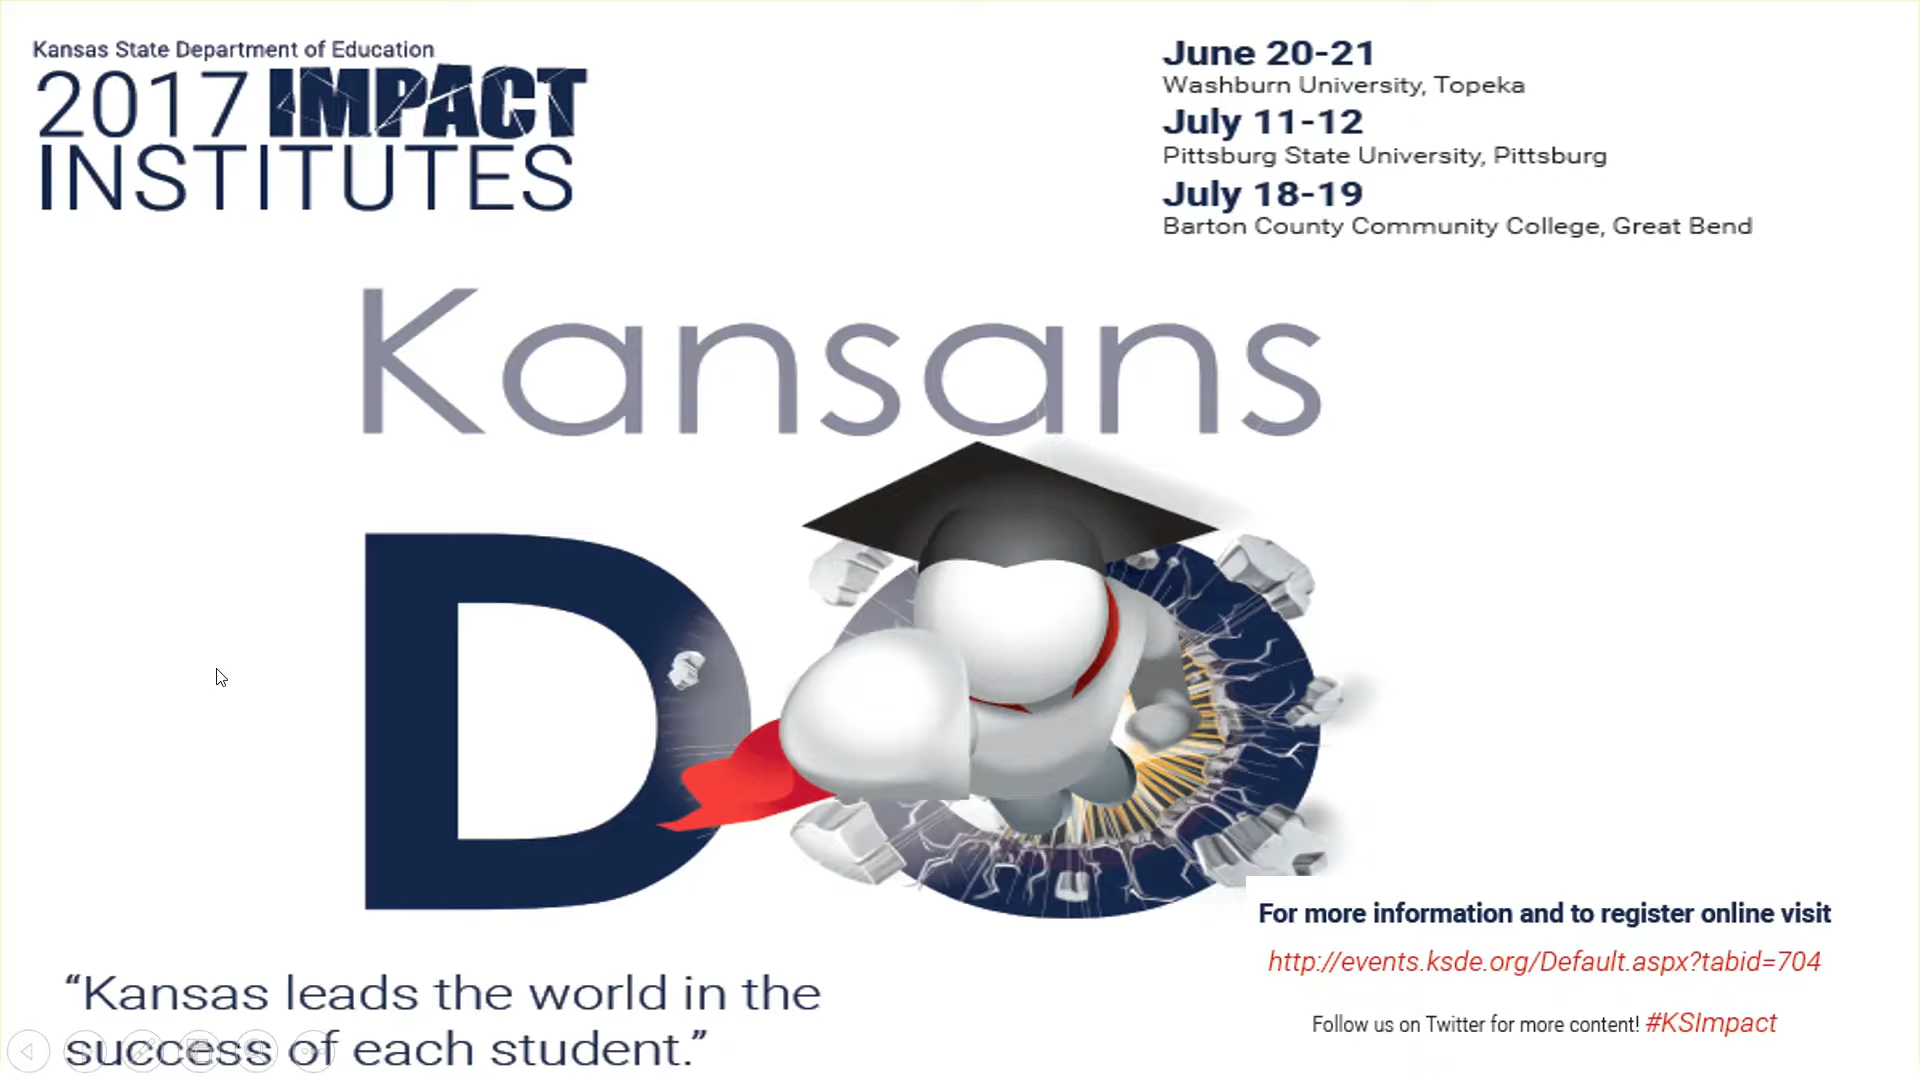 Kansas State Department of Education
2017 IMPACT
INSTITUTES
June 20-21
Washburn University, Topeka
July 11-12
Pittsburg State University, Pittsburg
July 18-19
Barton County Community College, Great Bend
Kansans
DO
For more information and to register online visit
http://events.ksde.org/Default.aspx?tabid=704
Follow us on Twitter for more content! #KSImpact
“Kansas leads the world in the
success of each student.”